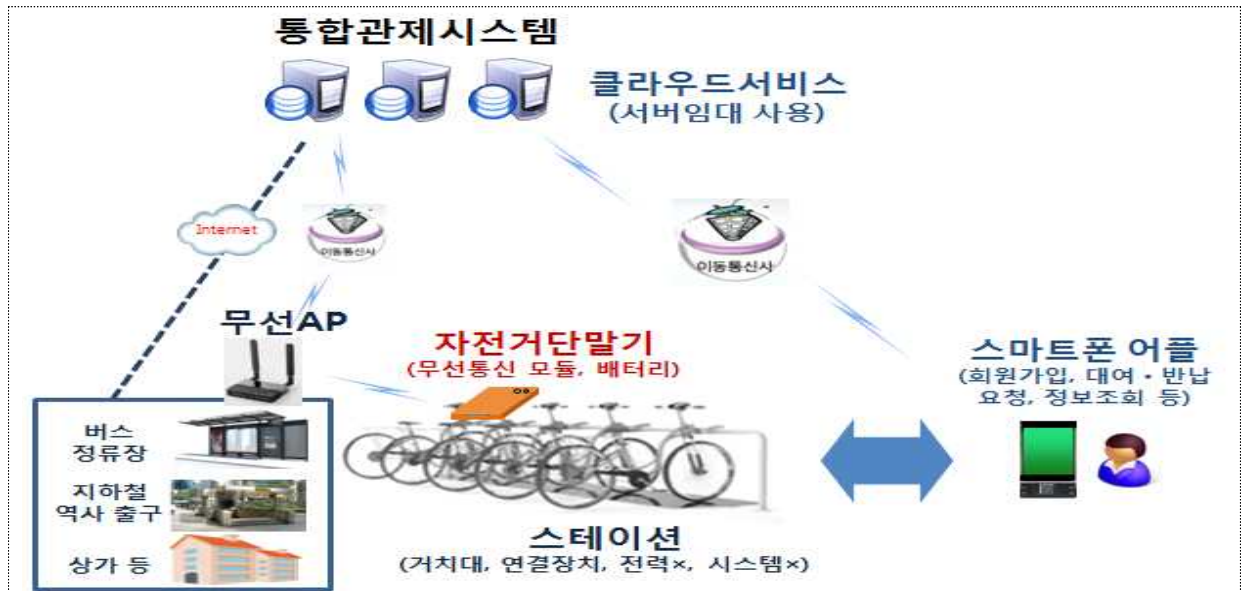 통합관제시스템
클라우드서비스
(서버임대 사용)
Internet
이동통신사
이동통신사
무선AP
자전거단말기
(무선통신 모듈, 배터리)
스마트폰 어플
(회원가입, 대여・반납
요청, 정보조회 등)
버스
정류장
지하철
역사 출구
상가 등
스테이션
(거치대, 연결장치, 전력×, 시스템×)